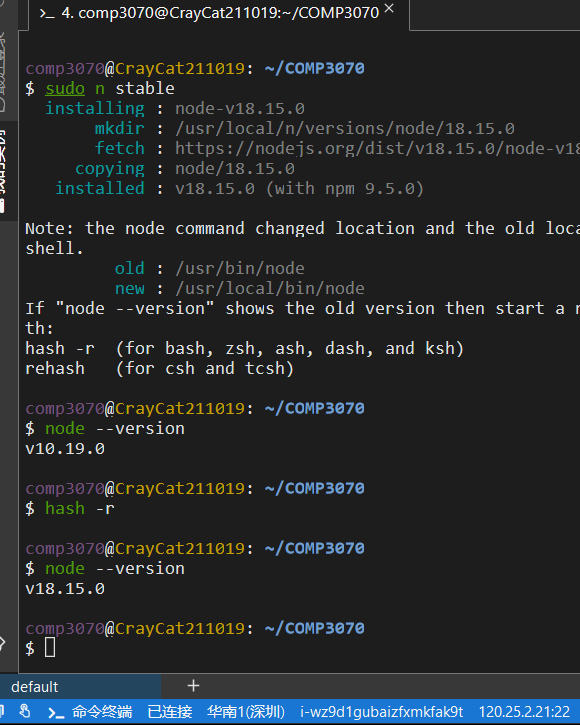 >_ 4. comp3070@CrayCat211019:~/COMP3070 ×
comp3070@CrayCat211019: ~/COMP3070
$ sudo n stable
installing : node-v18.15.0
mkdir : /usr/local/n/versions/node/18.15.0
fetch : https://nodejs.org/dist/v18.15.0/node-v18
copying : node/18.15.0
installed : v18.15.0 (with npm 9.5.0)
Note: the node command changed location and the old loca
shell.
old : /usr/bin/node
new : /usr/local/bin/node
If "node --version" shows the old version then start a n
th:
hash -r  (for bash, zsh, ash, dash, and ksh)
rehash   (for csh and tcsh)
comp3070@CrayCat211019: ~/COMP3070
$ node --version
v10.19.0
comp3070@CrayCat211019: ~/COMP3070
$ hash -r
comp3070@CrayCat211019: ~/COMP3070
$ node --version
v18.15.0
comp3070@CrayCat211019: ~/COMP3070
$
default +
>_ 命令终端 已连接 华南1(深圳) i-wz9d1gubaizfxmkfak9t 120.25.2.21:22